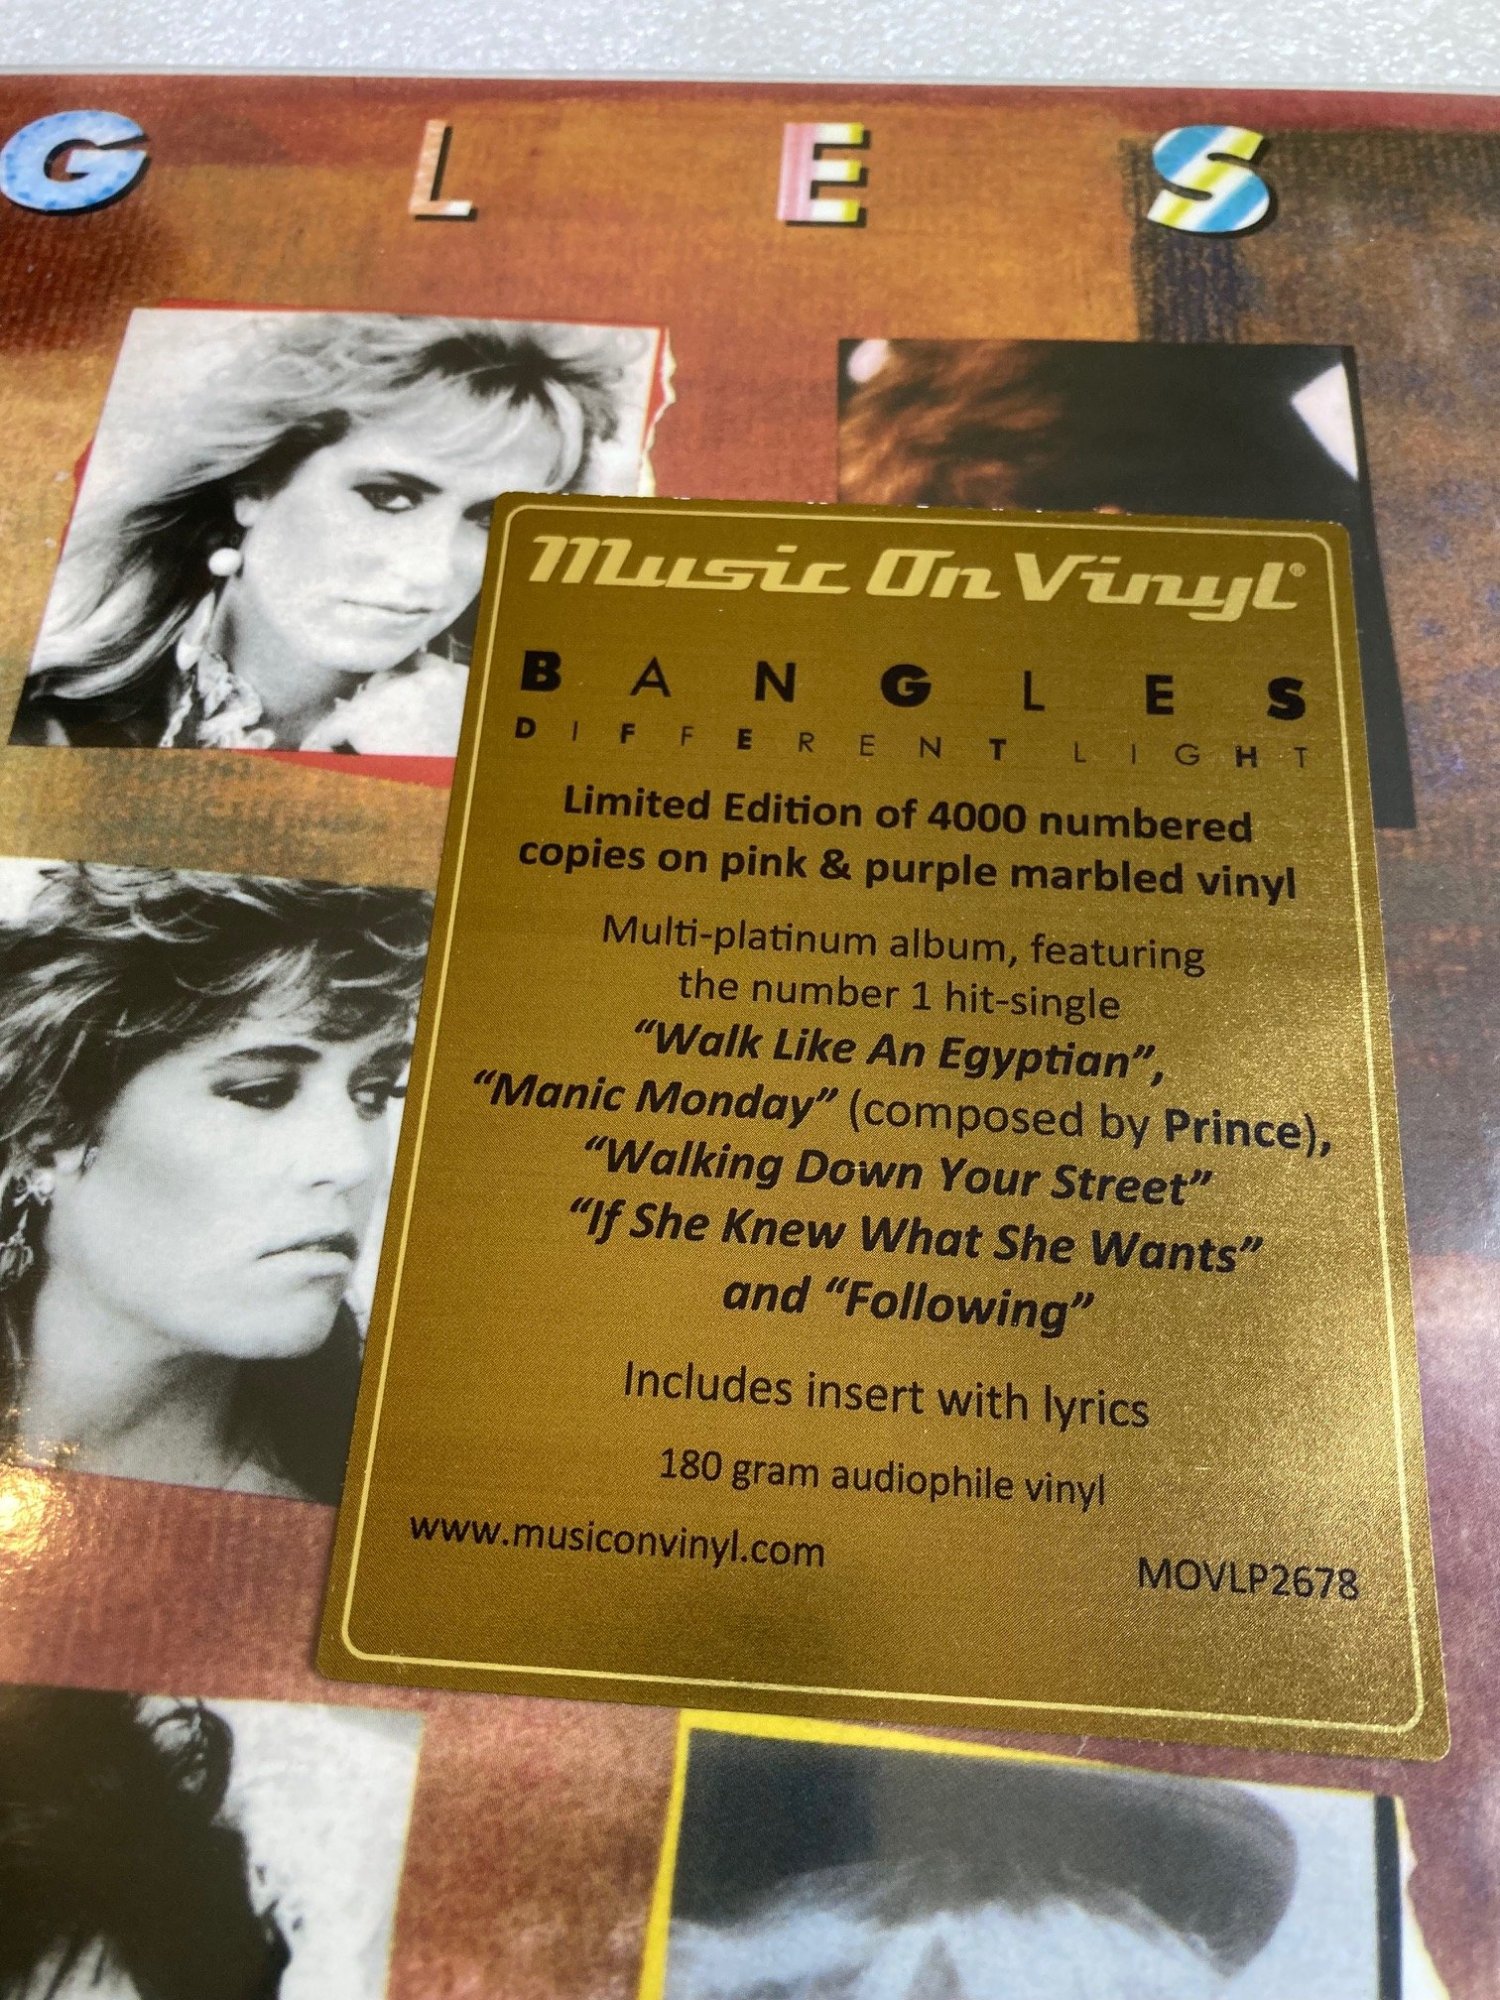 GLES
Music On Vinyl®
BANGLES
DIFFERENT LIGHT
Limited Edition of 4000 numbered
copies on pink & purple marbled vinyl
Multi-platinum album, featuring
the number 1 hit-single
“Walk Like An Egyptian”,
“Manic Monday” (composed by Prince),
“Walking Down Your Street”
“If She Knew What She Wants”
and “Following”
Includes insert with lyrics
180 gram audiophile vinyl
www.musiconvinyl.com
MOVLP2678